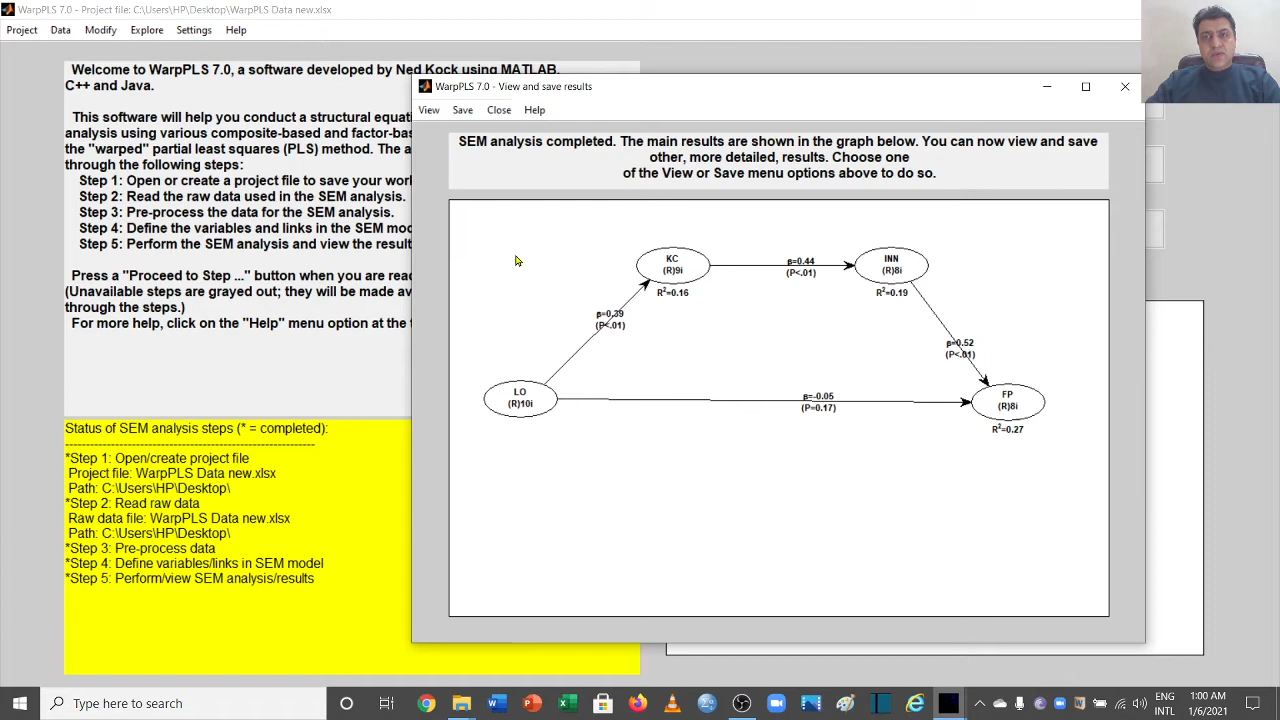 WarpPLS 7.0 - Project file: C:\Users\HP\Desktop\WarpPLS Data new.xlsx
Project Data Modify Explore Settings Help
Welcome to WarpPLS 7.0, a software developed by Ned Kock using MATLAB,
C++ and Java.
This software will help you conduct a structural
analysis using various composite-based and
the "warped" partial least squares (PLS) method. The
through the following steps:
Step 1: Open or create a project file to save your
Step 2: Read the raw data used in the SEM analysis.
Step 3: Pre-process the data for the SEM analysis.
Step 4: Define the variables and links in the SEM
Step 5: Perform the SEM analysis and view the
Press a "Proceed to Step ..." button when you are
(Unavailable steps are grayed out; they will be made
through the steps.)
For more help, click on the "Help" menu option at the
Status of SEM analysis steps (* = completed):
------------------------------------------------------------
*Step 1: Open/create project file
Project file: WarpPLS Data new.xlsx
Path: C:\Users\HP\Desktop\
*Step 2: Read raw data
Raw data file: WarpPLS Data new.xlsx
Path: C:\Users\HP\Desktop\
*Step 3: Pre-process data
*Step 4: Define variables/links in SEM model
*Step 5: Perform/view SEM analysis/results
WarpPLS 7.0 - View and save results
View Save Close Help
SEM analysis completed. The main results are shown in the graph below. You can now view and save
other, more detailed, results. Choose one
of the View or Save menu options above to do so.
KC
(R)9i
R²=0.16
β=0.44
(P<.01)
INN
(R)8i
R²=0.19
β=0.39
(P<.01)
β=0.52
(P<.01)
LO
(R)10i
β=-0.05
(P=0.17)
FP
(R)8i
R²=0.27
Type here to search
ENG
INTL
1:00 AM
1/6/2021